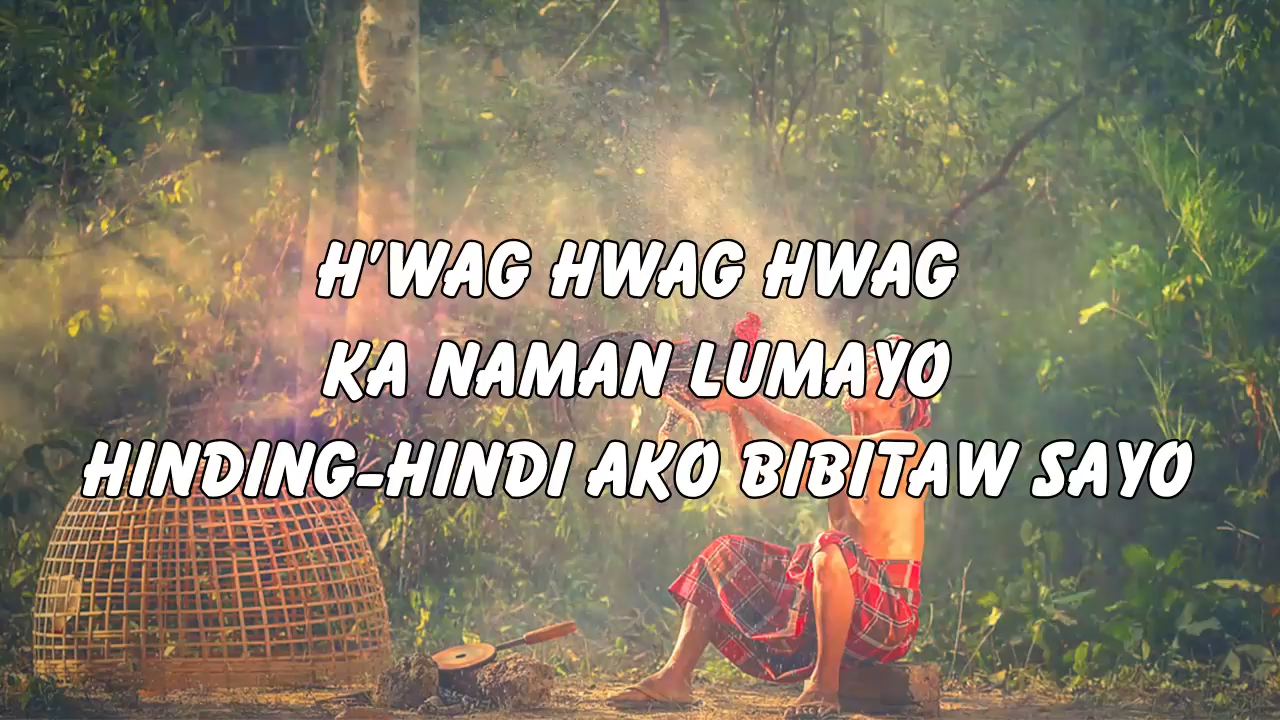 H'WAG HWAG HWAG
KA NAMAN LUMAYO
HINDING-HINDI AKO BIBITAW SAYO